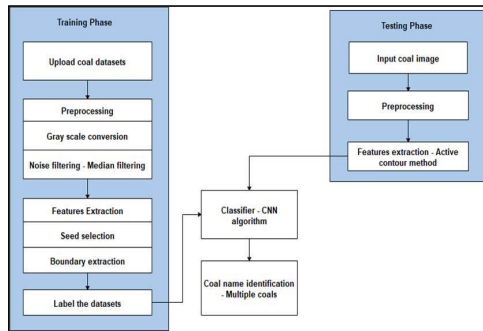 Training Phase
Upload coal datasets
Preprocessing
Gray scale conversion
Noise filtering - Median filtering
Features Extraction
Seed selection
Boundary extraction
Label the datasets
Testing Phase
Input coal image
Preprocessing
Features extraction - Active
contour method
Classifier - CNN
algorithm
Coal name identification
- Multiple coals